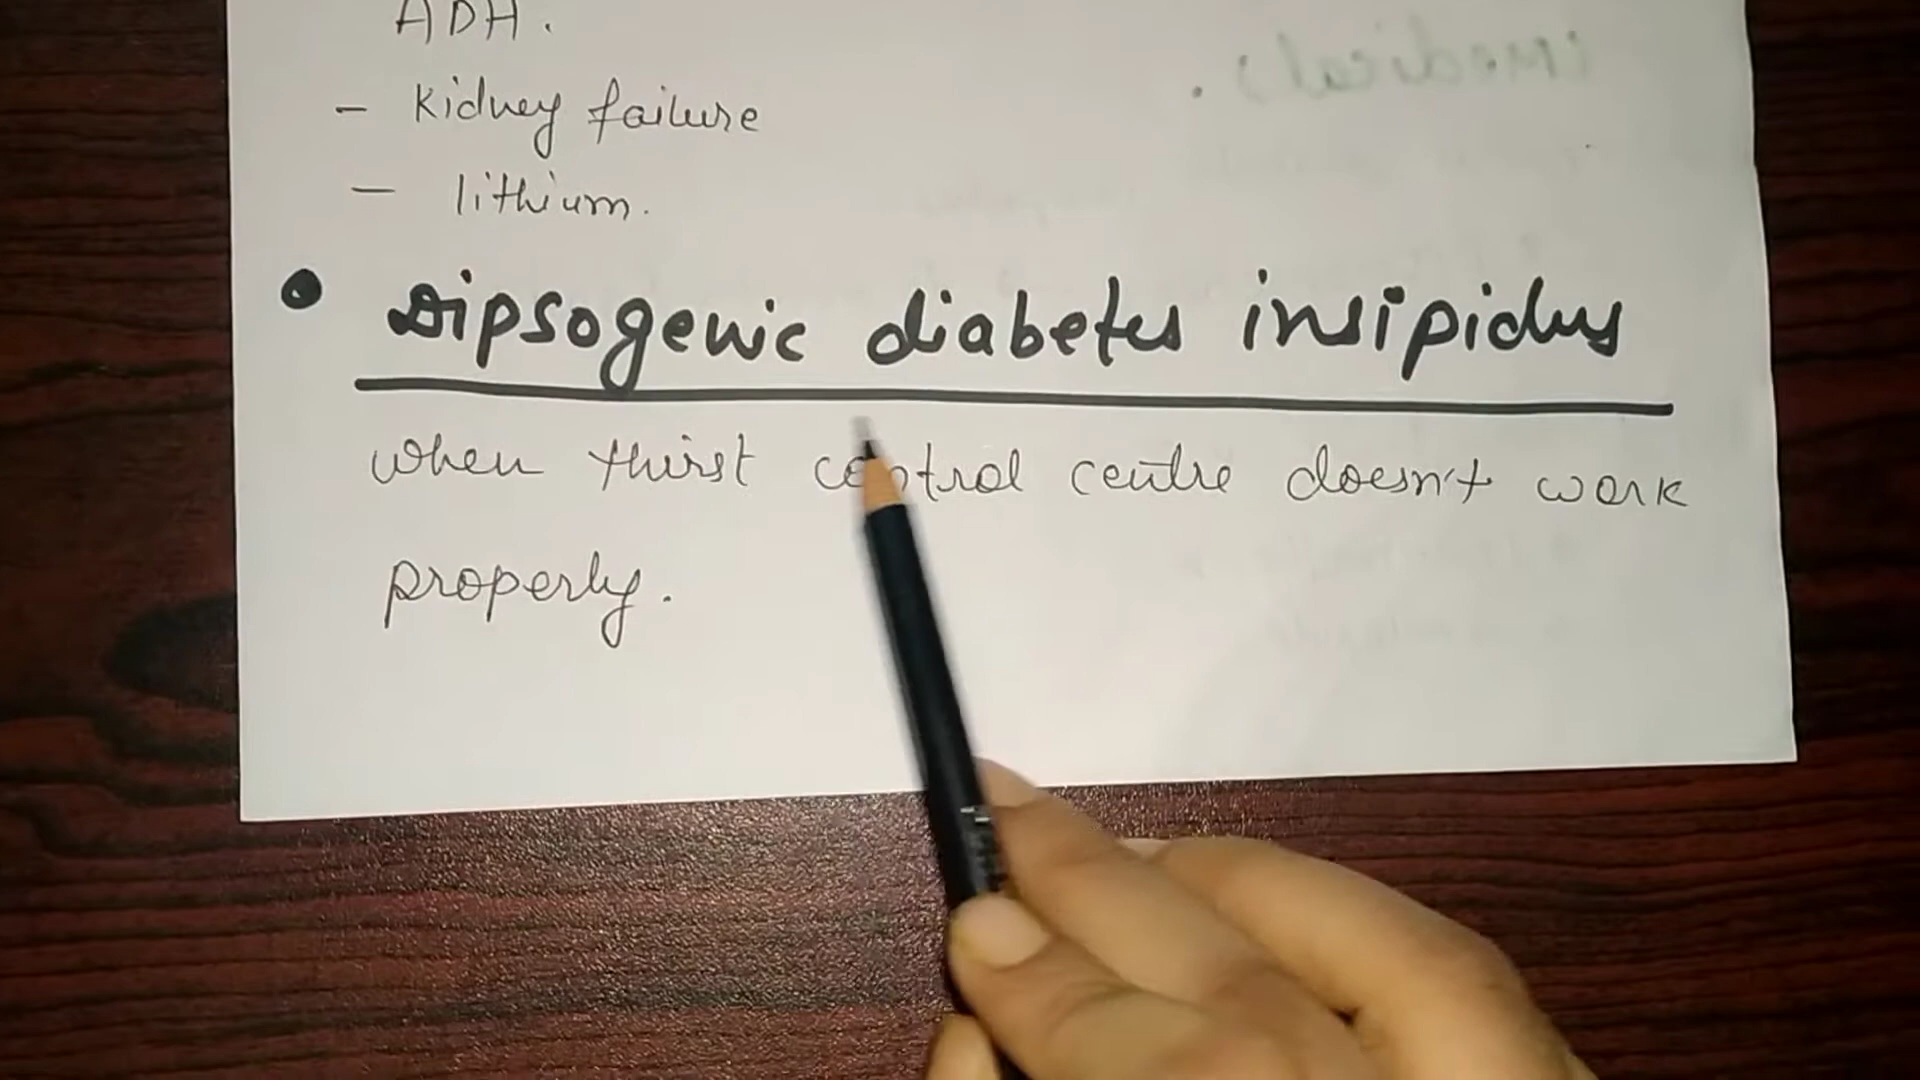 ADH.
- Kidney failure
- lithium.
• Dipsogenic diabetes insipidus
when thirst control centre doesn't work
properly.